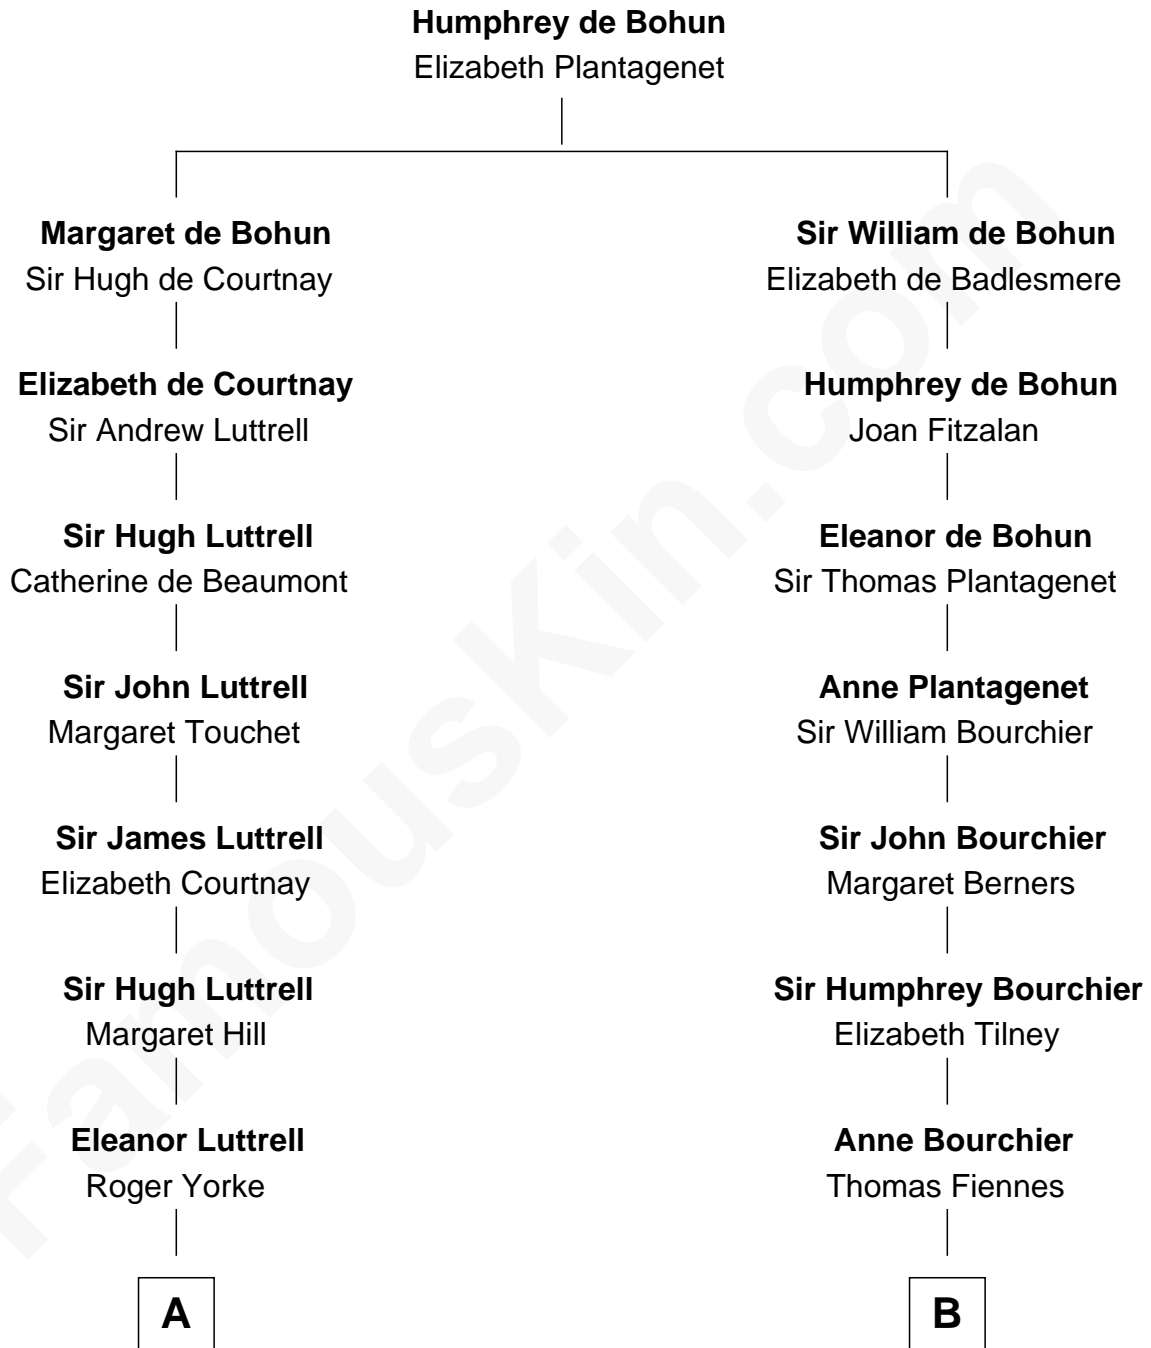 Humphrey de Bohun
Elizabeth Plantagenet
Margaret de Bohun
Sir Hugh de Courtnay
Sir William de Bohun
Elizabeth de Badlesmere
Elizabeth de Courtnay
Sir Andrew Luttrell
Humphrey de Bohun
Joan Fitzalan
Sir Hugh Luttrell
Catherine de Beaumont
Eleanor de Bohun
Sir Thomas Plantagenet
Sir John Luttrell
Margaret Touchet
Anne Plantagenet
Sir William Bourchier
Sir James Luttrell
Elizabeth Courtnay
Sir John Bourchier
Margaret Berners
Sir Hugh Luttrell
Margaret Hill
Sir Humphrey Bourchier
Elizabeth Tilney
Eleanor Luttrell
Roger Yorke
Anne Bourchier
Thomas Fiennes
A
B
FamousKin.com